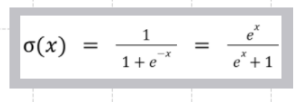 σ(x) = 1 / (1 + e^(-x)) = e^x / (e^x + 1)